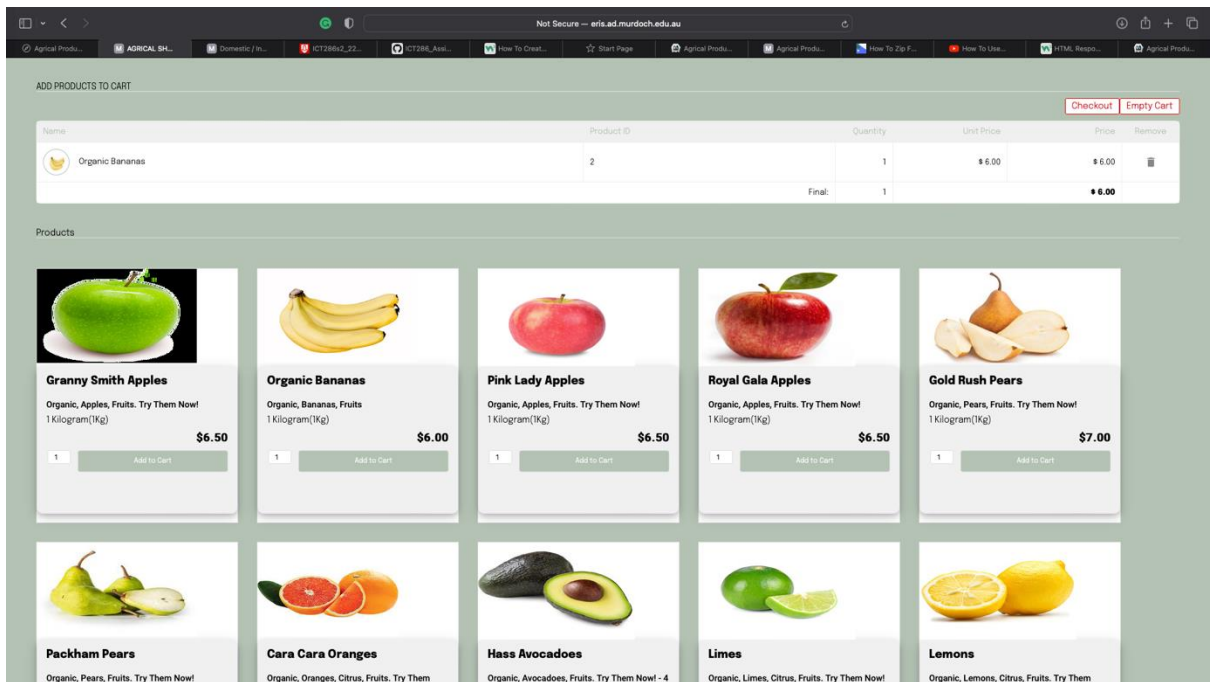 Not Secure — eris.ad.murdoch.edu.au
Agrical Produ...
AGRICAL SH...
Domestic / In...
ICT286s2_22...
ICT286_Assi...
How To Creat...
Start Page
Agrical Produ...
Agrical Produ...
How To Zip F...
How To Use...
HTML Respo...
Agrical Produ...
ADD PRODUCTS TO CART
Checkout Empty Cart
Name Product ID Quantity Unit Price Price Remove
Organic Bananas 2 1 $ 6.00 $ 6.00
Final: 1 $ 6.00
Products
Granny Smith Apples
Organic, Apples, Fruits. Try Them Now!
1 Kilogram(1Kg)
$6.50
1 Add to Cart
Organic Bananas
Organic, Bananas, Fruits
1 Kilogram(1Kg)
$6.00
1 Add to Cart
Pink Lady Apples
Organic, Apples, Fruits. Try Them Now!
1 Kilogram(1Kg)
$6.50
1 Add to Cart
Royal Gala Apples
Organic, Apples, Fruits. Try Them Now!
1 Kilogram(1Kg)
$6.50
1 Add to Cart
Gold Rush Pears
Organic, Pears, Fruits. Try Them Now!
1 Kilogram(1Kg)
$7.00
1 Add to Cart
Packham Pears
Organic, Pears, Fruits. Try Them Now!
Cara Cara Oranges
Organic, Oranges, Citrus, Fruits. Try Them
Hass Avocadoes
Organic, Avocadoes, Fruits. Try Them Now! - 4
Limes
Organic, Limes, Citrus, Fruits. Try Them Now!
Lemons
Organic, Lemons, Citrus, Fruits. Try Them